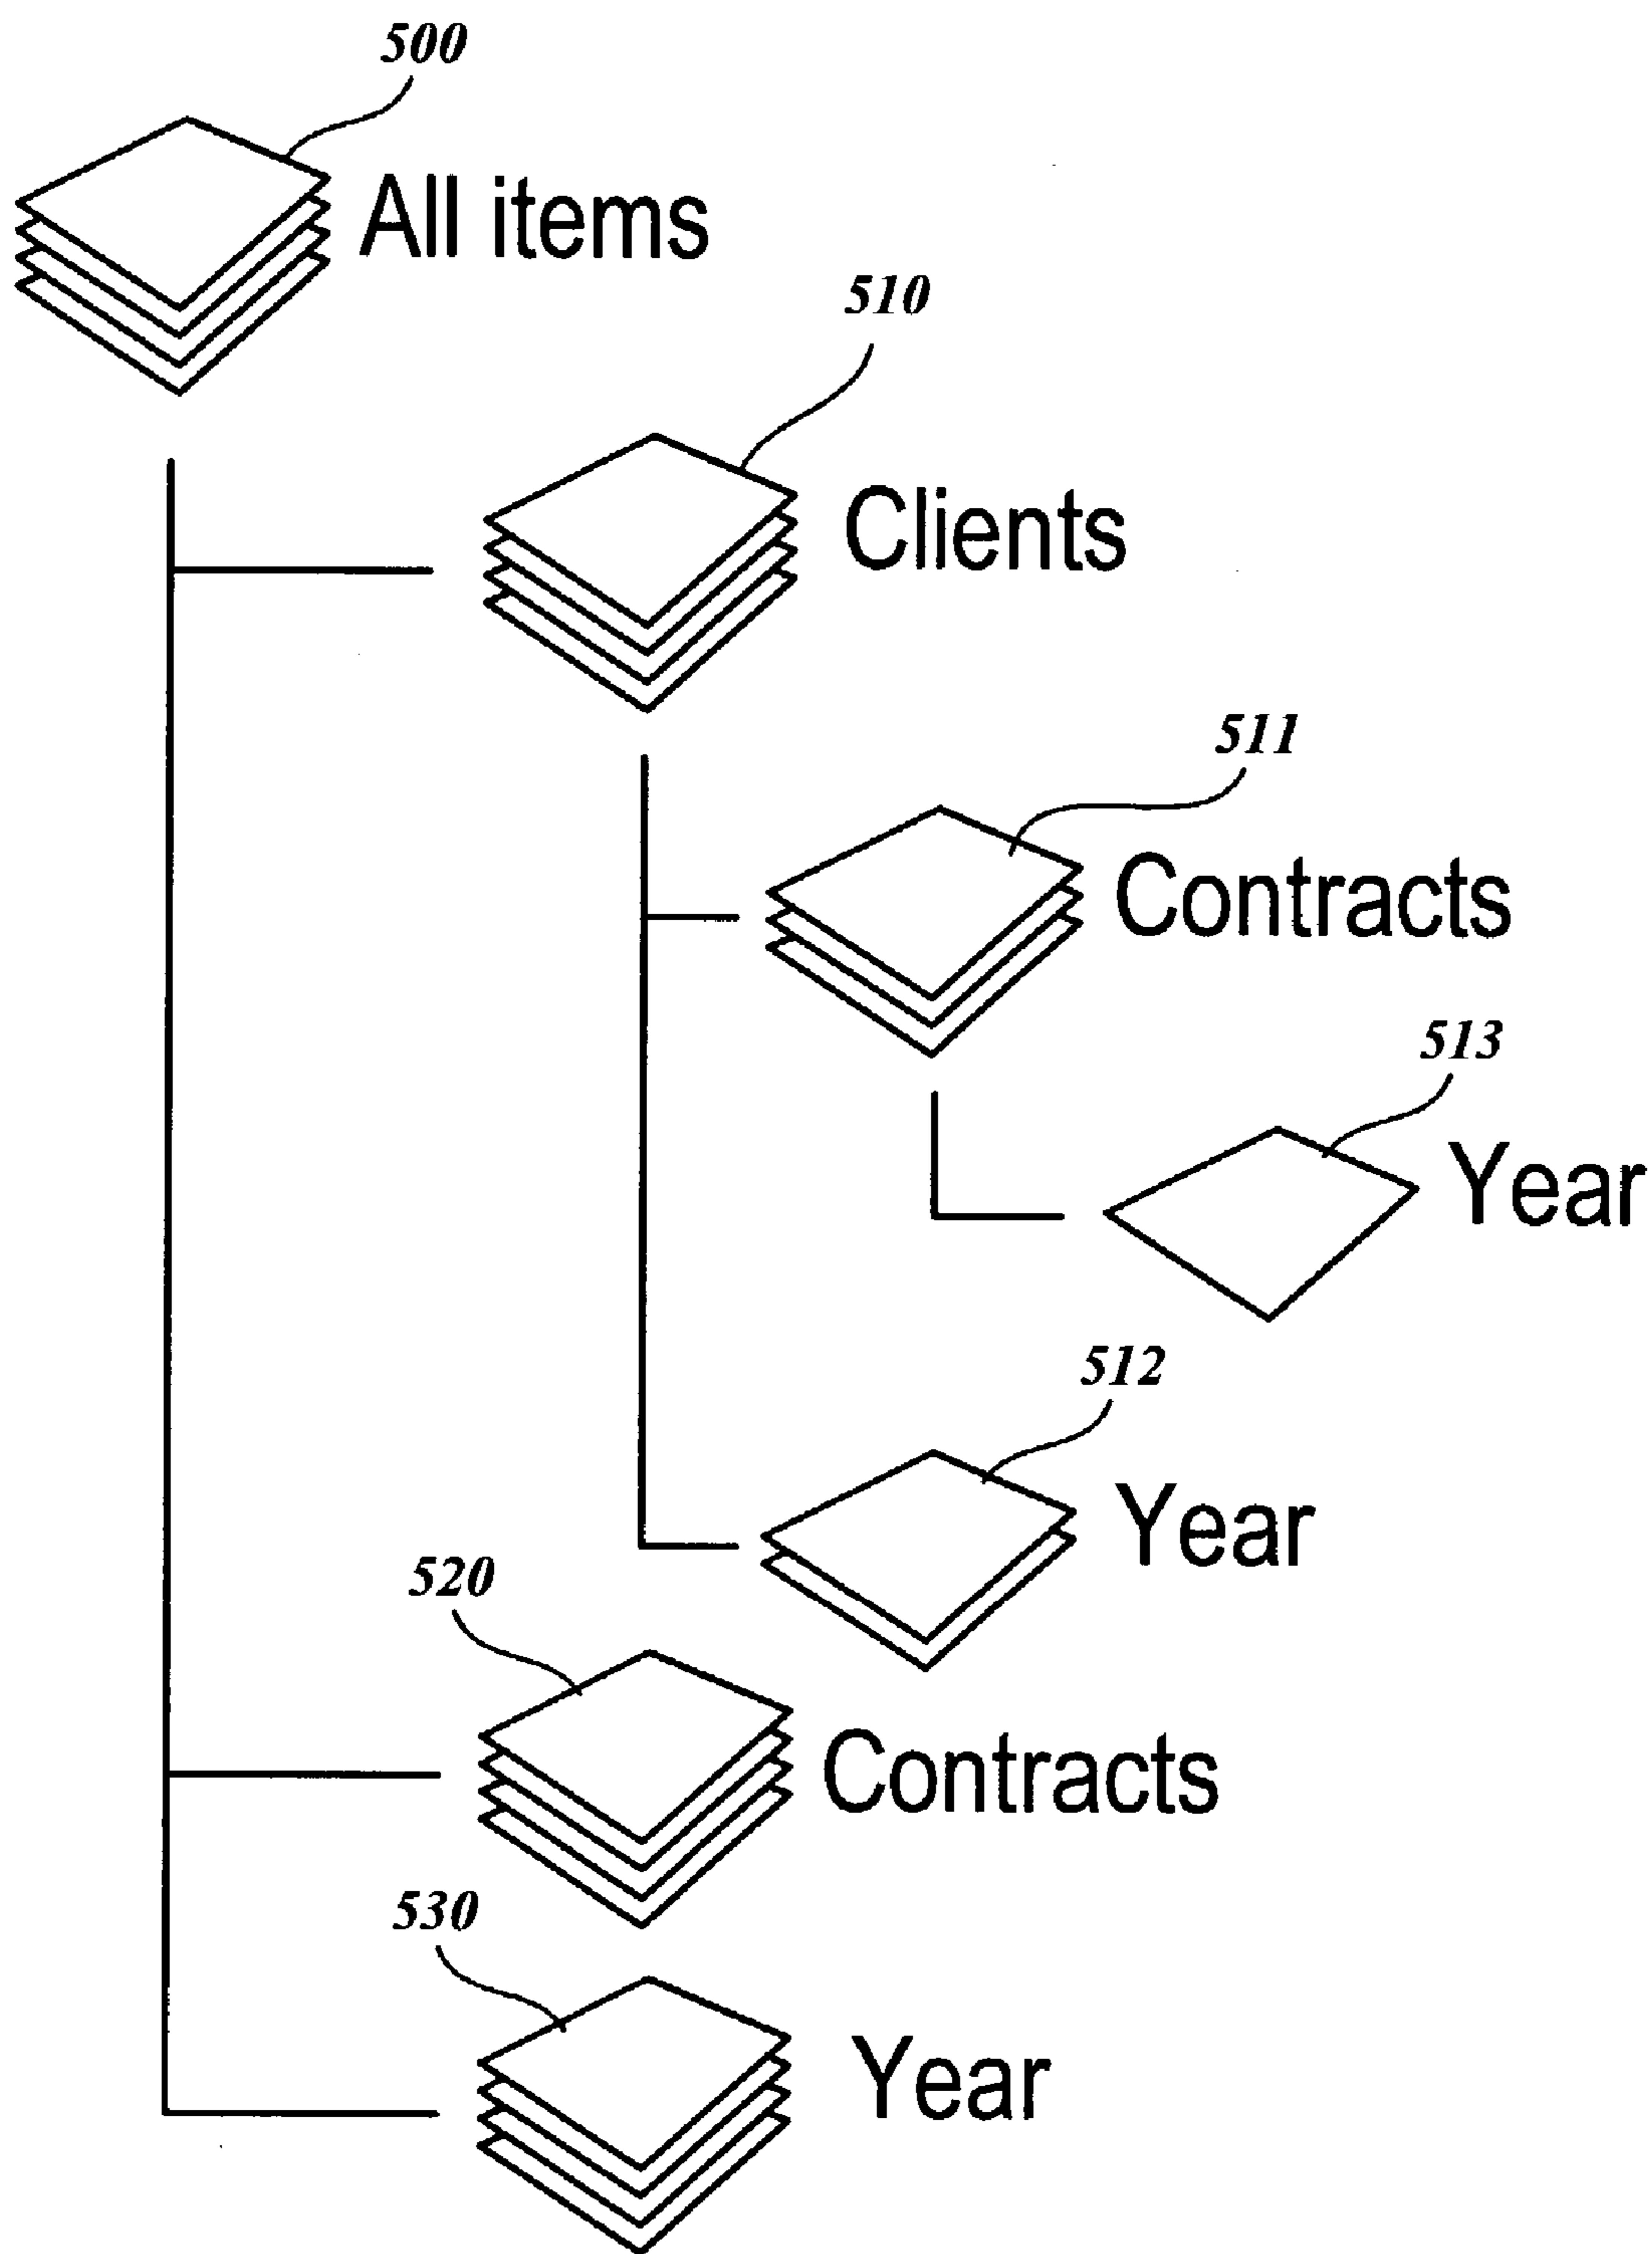 500
All items
510
Clients
511
Contracts
513
Year
512
Year
520
Contracts
530
Year